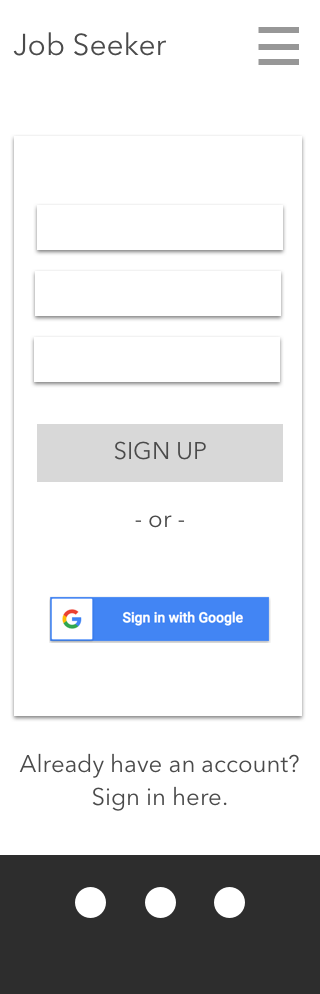 Job Seeker
SIGN UP
- or -
Sign in with Google
Already have an account?
Sign in here.